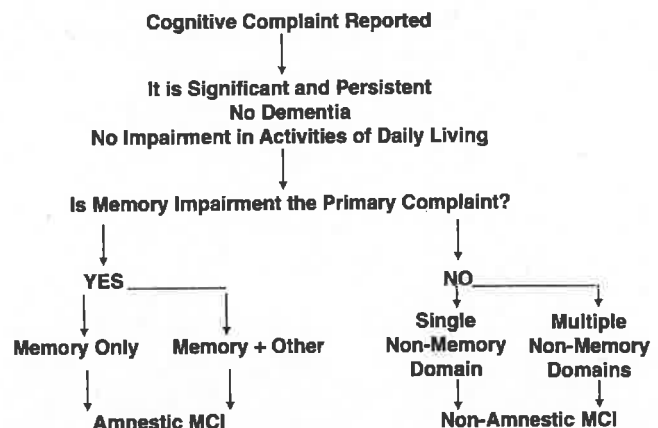 Cognitive Complaint Reported
It is Significant and Persistent
No Dementia
No Impairment in Activities of Daily Living
Is Memory Impairment the Primary Complaint?
YES
NO
Memory Only
Memory + Other
Single
Non-Memory
Domain
Multiple
Non-Memory
Domains
Amnestic MCI
Non-Amnestic MCI